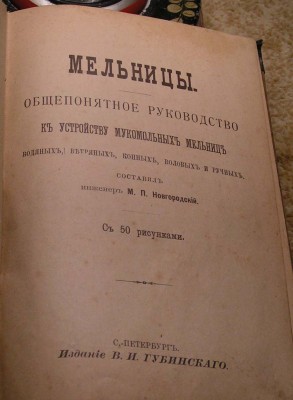 МЕЛЬНИЦЫ.
ОБЩЕПОНЯТНОЕ РУКОВОДСТВО
КЪ УСТРОЙСТВУ МУКОМОЛЬНЫХЪ МЕЛЬНИЦЪ
ВОДЯНЫХЪ, ВѢТРЯНЫХЪ, КОННЫХЪ, ВОЛОВЫХЪ И РУЧНЫХЪ.
СОСТАВИЛЪ
инженеръ М. П. Новгородскій.
Съ 50 рисунками.
С.-ПЕТЕРБУРГЪ.
Изданіе В. И. ГУБИНСКАГО.